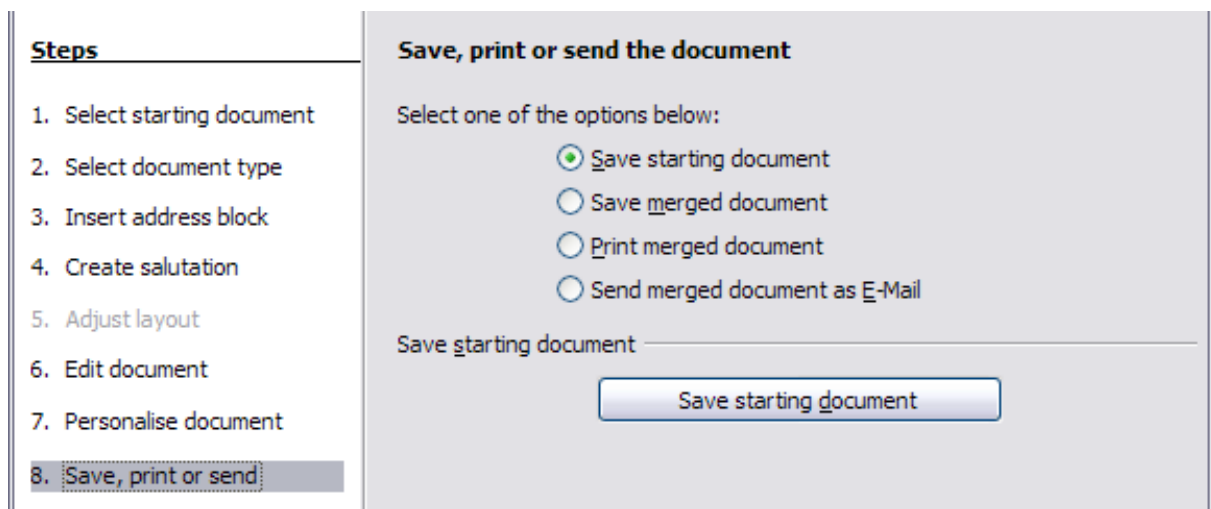 Steps
1. Select starting document
2. Select document type
3. Insert address block
4. Create salutation
5. Adjust layout
6. Edit document
7. Personalise document
8. Save, print or send
Save, print or send the document
Select one of the options below:
Save starting document
Save merged document
Print merged document
Send merged document as E-Mail
Save starting document
Save starting document